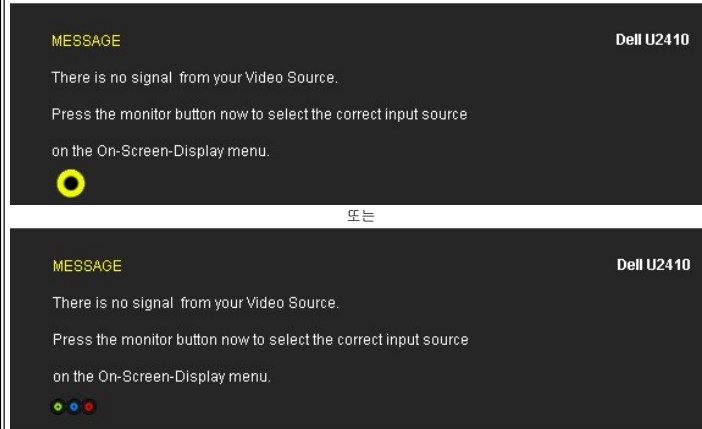 MESSAGE Dell U2410
There is no signal from your Video Source.
Press the monitor button now to select the correct input source
on the On-Screen-Display menu.
또는
MESSAGE Dell U2410
There is no signal from your Video Source.
Press the monitor button now to select the correct input source
on the On-Screen-Display menu.